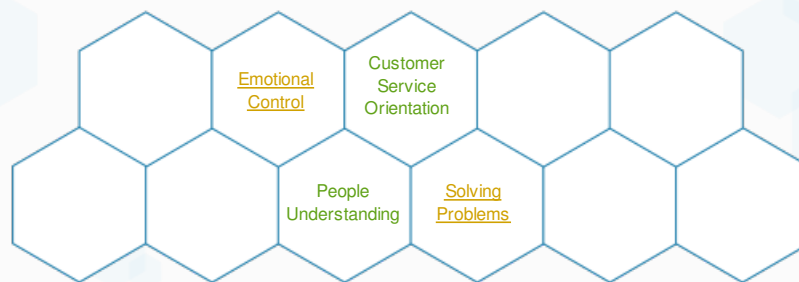 Emotional
Control
Customer
Service
Orientation
People
Understanding
Solving
Problems